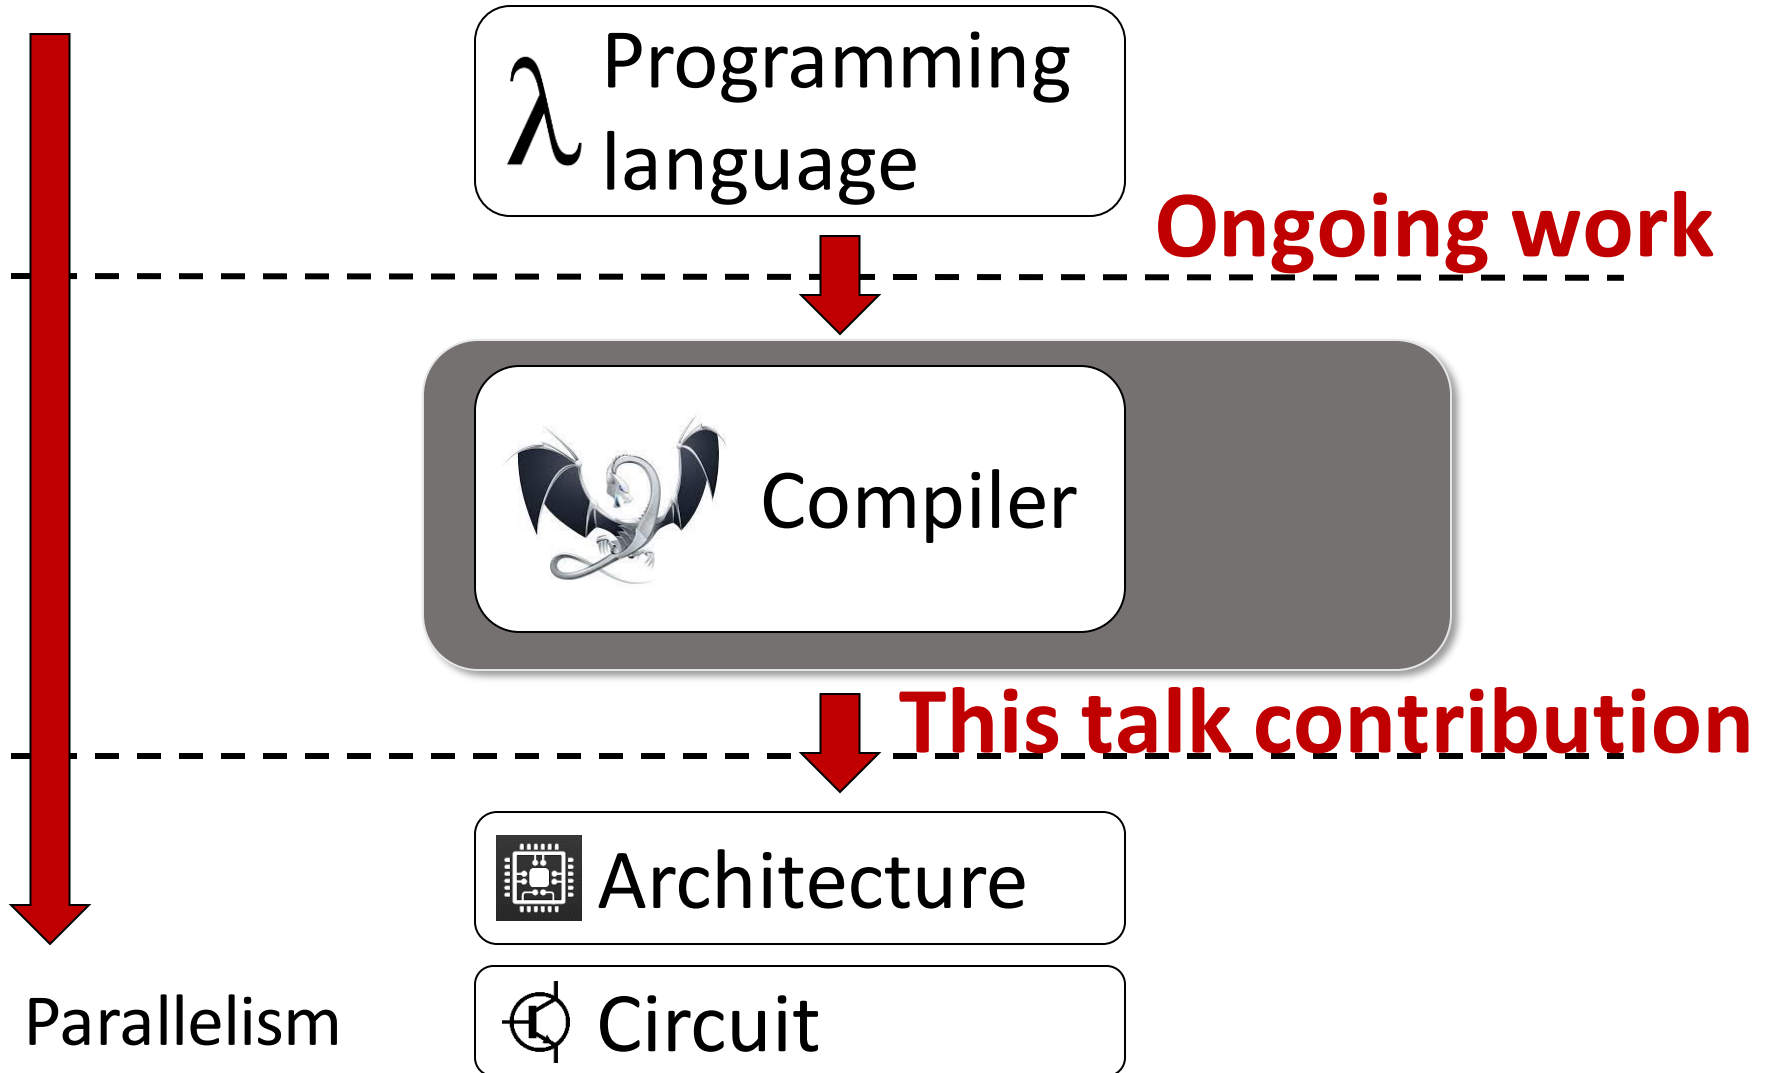 λ Programming
language
Ongoing work
Compiler
This talk contribution
Architecture
Parallelism
Circuit